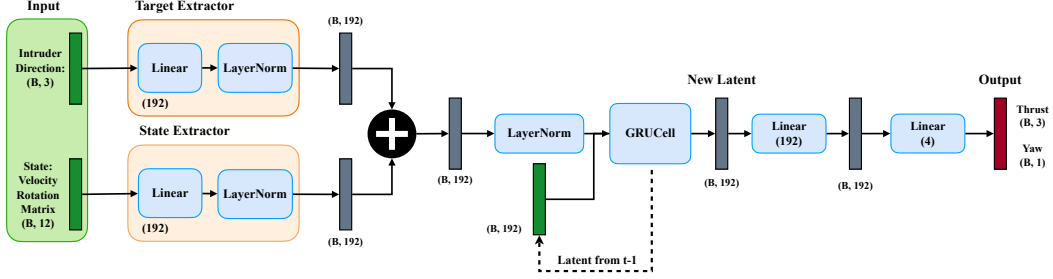 Input
Target Extractor
(B, 192)
Intruder
Direction:
(B, 3)
Linear
LayerNorm
(192)
State Extractor
State:
Velocity
Rotation
Matrix
(B, 12)
Linear
LayerNorm
(192)
(B, 192)
(B, 192)
LayerNorm
(B, 192)
GRUCell
Latent from t-1
New Latent
(B, 192)
Linear
(192)
(B, 192)
Linear
(4)
Output
Thrust
(B, 3)
Yaw
(B, 1)